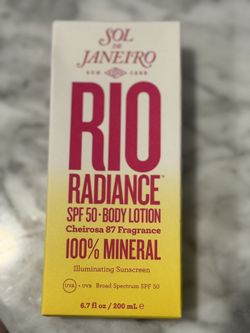 SOL
DE
JANEIRO
SUN CARE
RIO
RADIANCE™
SPF 50 • BODY LOTION
Cheirosa 87 Fragrance
100% MINERAL
Illuminating Sunscreen
UVA + UVB Broad Spectrum SPF 50
6.7 fl oz / 200 mL ℮